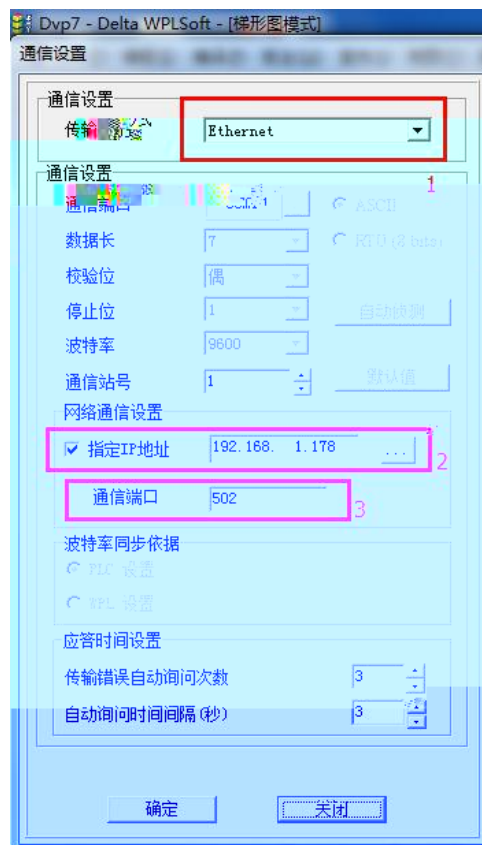 Dvp7 - Delta WPLSoft - [梯形图模式]
通信设置
通信设置
传输
Ethernet
1
通信设置
通信端口
ASCII
数据长
7
RTU (8 bits)
校验位
偶
停止位
1
自动侦测
波特率
9600
通信站号
1
默认值
网络通信设置
指定IP地址
192.168. 1.178
...
2
通信端口
502
3
波特率同步依据
PLC 设置
WPL 设置
应答时间设置
传输错误自动询问次数
3
自动询问时间间隔(秒)
3
确定
关闭